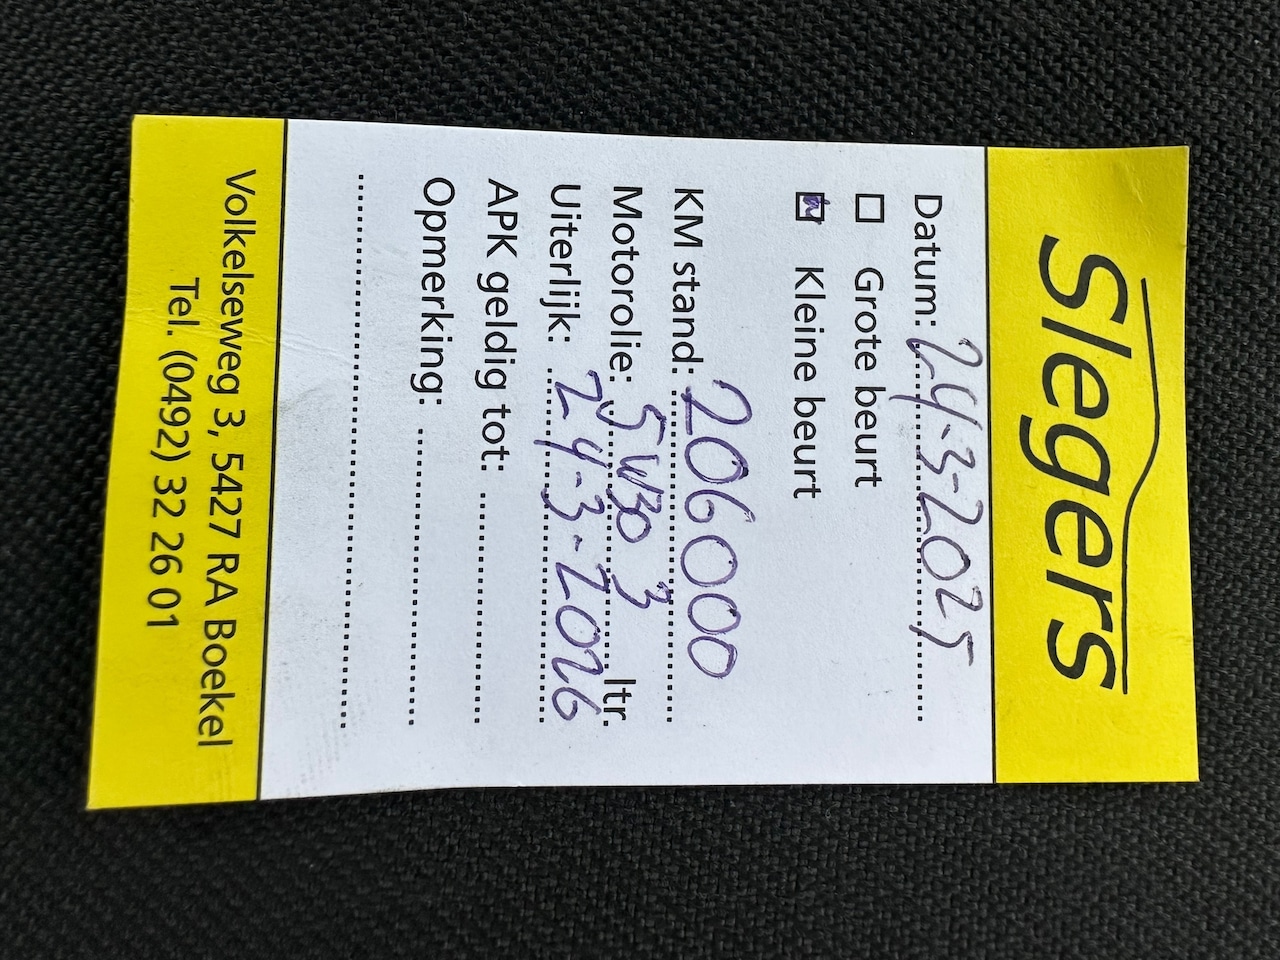 Slegers
Datum: 24-3-2025
Grote beurt
Kleine beurt
KM stand: 206000
Motorolie: 5W30 3 ltr.
Uiterlijk: 24-3-2026
APK geldig tot:
Opmerking:
Volkelseweg 3, 5427 RA Boekel
Tel. (0492) 32 26 01